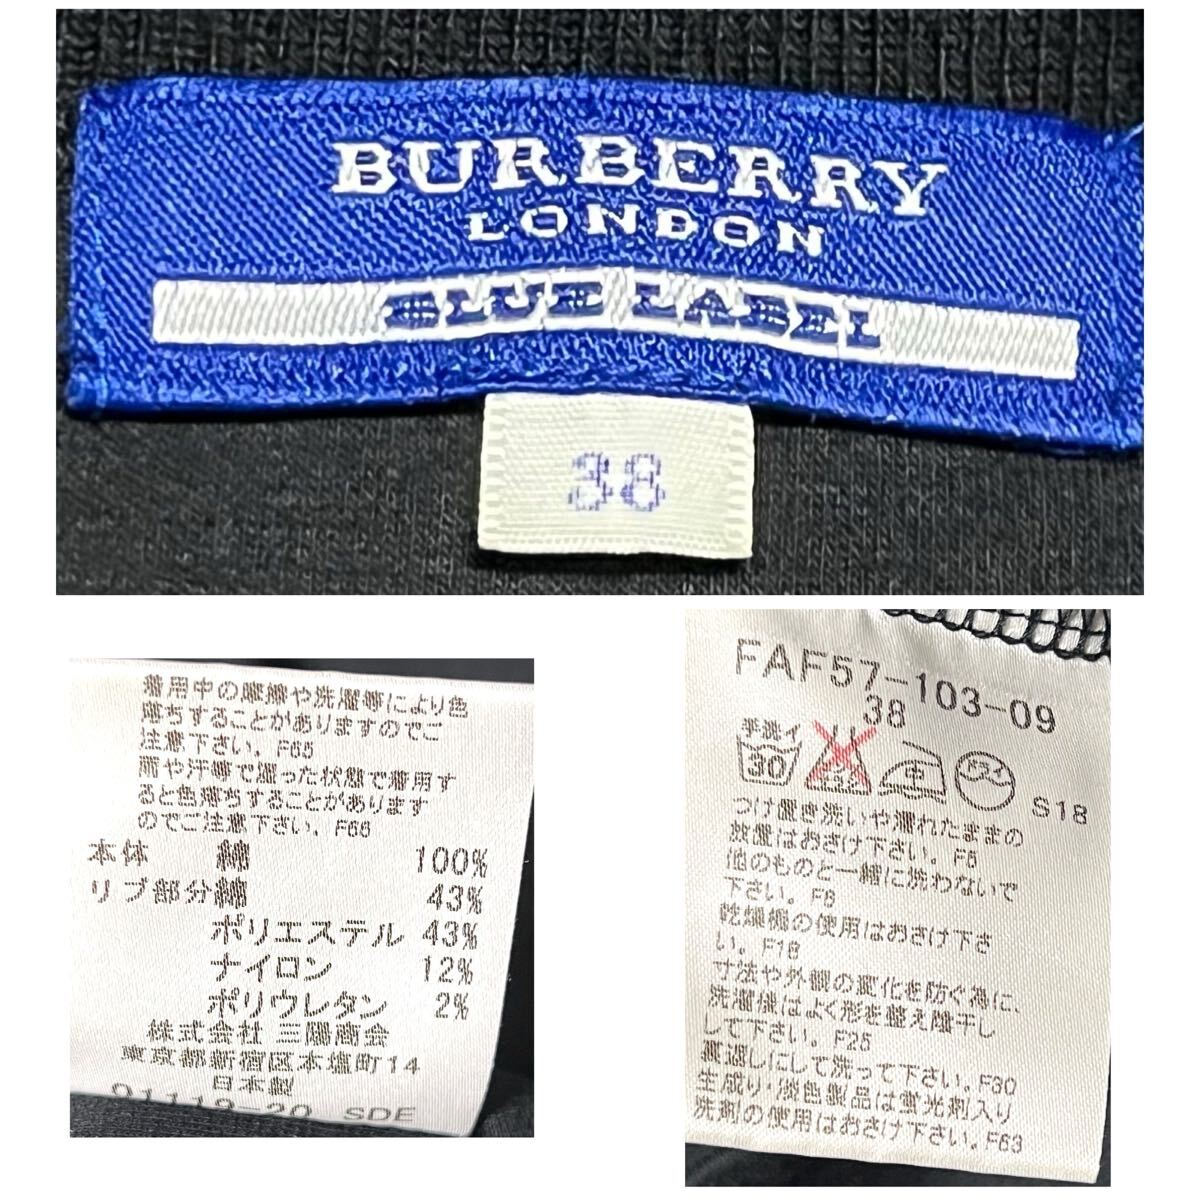 BURBERRY
LONDON
BLUE LABEL
38
着用中の摩擦や洗濯等により色
落ちすることがありますのでご
注意下さい。F65
雨や汗等で湿った状態で着用す
ると色落ちすることがあります
のでご注意下さい。F66
本体 綿 100%
リブ部分綿 43%
ポリエステル 43%
ナイロン 12%
ポリウレタン 2%
株式会社 三陽商会
東京都新宿区本塩町14
日本製
01112-20 SDE
FAF57-103-09
38
手洗イ
30
中
ドライ
S18
つけ置き洗いや濡れたままの
放置はおさけ下さい。F5
他のものと一緒に洗わないで
下さい。F8
乾燥機の使用はおさけ下さ
い。F18
寸法や外観の変化を防ぐ為に、
洗濯後はよく形を整え陰干し
して下さい。F25
裏返しにして洗って下さい。F30
生成り・淡色製品は蛍光剤入り
洗剤の使用はおさけ下さい。F63